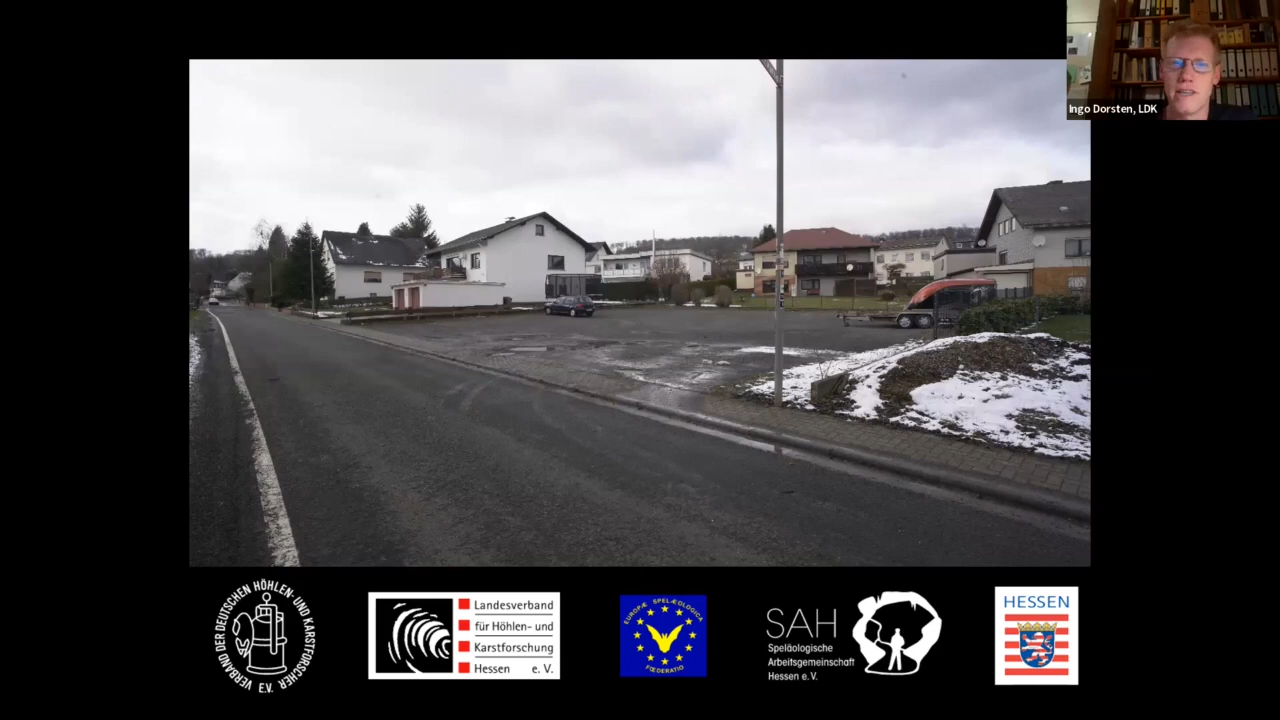 Ingo Dorsten, LDK
VERBAND DER DEUTSCHEN HÖHLEN- UND KARSTFORSCHER E.V.
Landesverband
für Höhlen- und
Karstforschung
Hessen e. V.
EUROPÆ SPELÆOLOGICA
FŒDERATIO
SAH
Speläologische
Arbeitsgemeinschaft
Hessen e. V.
HESSEN